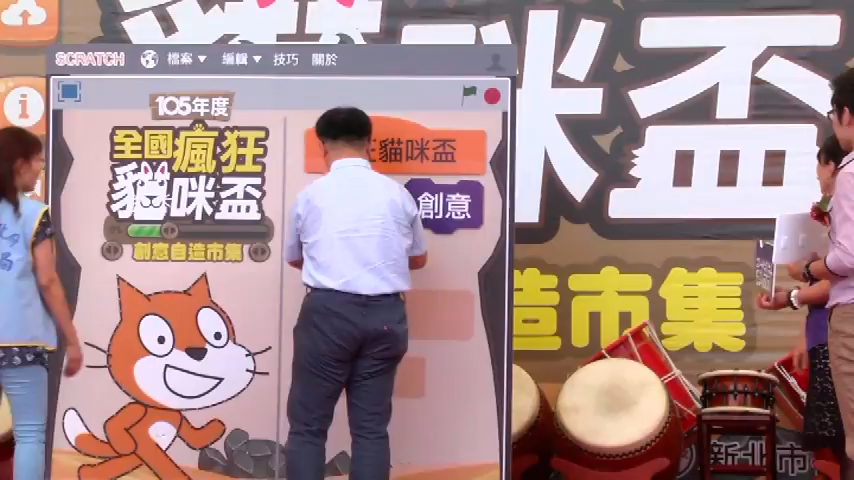 SCRATCH 檔案 編輯 技巧 關於
105年度
全國瘋狂
貓咪盃
創意自造市集
貓咪盃
創意
咪盃
造市集
新北市